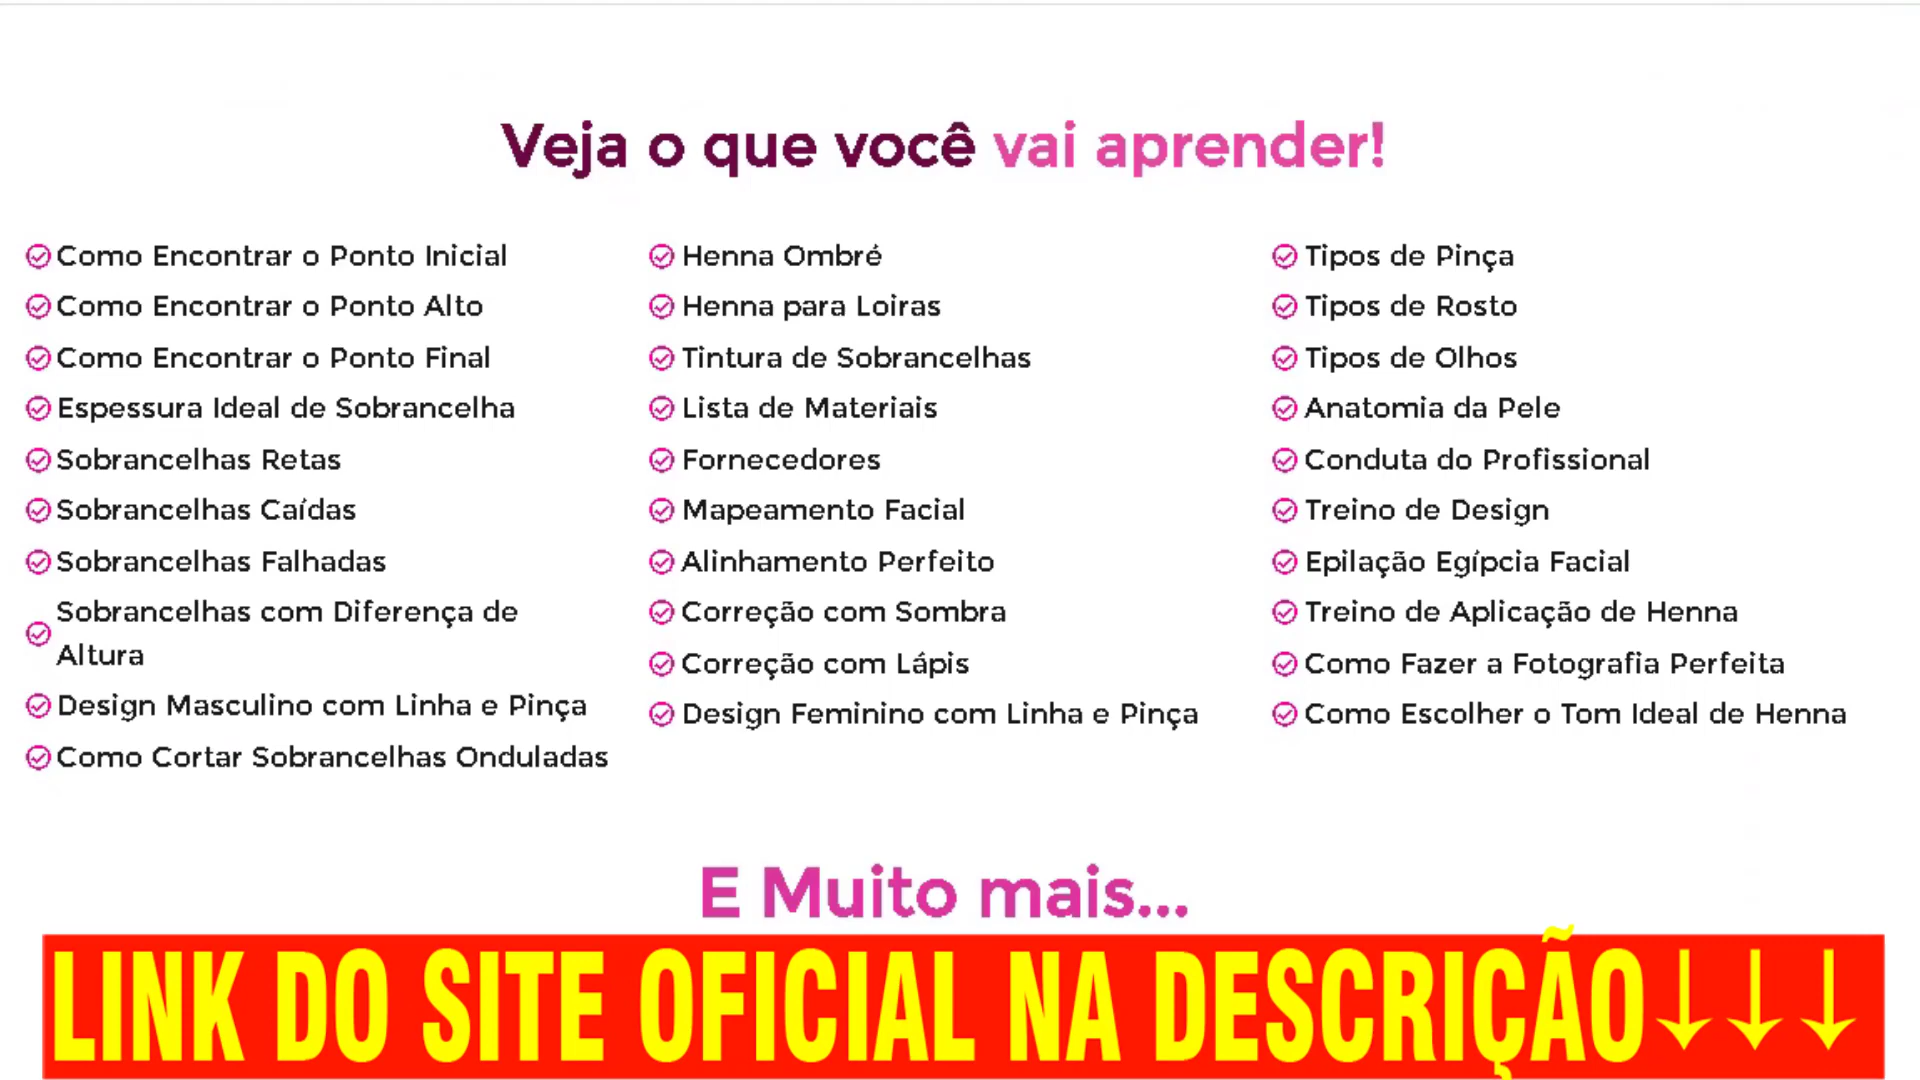 Veja o que você vai aprender!
Como Encontrar o Ponto Inicial
Como Encontrar o Ponto Alto
Como Encontrar o Ponto Final
Espessura Ideal de Sobrancelha
Sobrancelhas Retas
Sobrancelhas Caídas
Sobrancelhas Falhadas
Sobrancelhas com Diferença de
Altura
Design Masculino com Linha e Pinça
Como Cortar Sobrancelhas Onduladas
Henna Ombré
Henna para Loiras
Tintura de Sobrancelhas
Lista de Materiais
Fornecedores
Mapeamento Facial
Alinhamento Perfeito
Correção com Sombra
Correção com Lápis
Design Feminino com Linha e Pinça
Tipos de Pinça
Tipos de Rosto
Tipos de Olhos
Anatomia da Pele
Conduta do Profissional
Treino de Design
Epilação Egípcia Facial
Treino de Aplicação de Henna
Como Fazer a Fotografia Perfeita
Como Escolher o Tom Ideal de Henna
E Muito mais...
LINK DO SITE OFICIAL NA DESCRIÇÃO↓↓↓